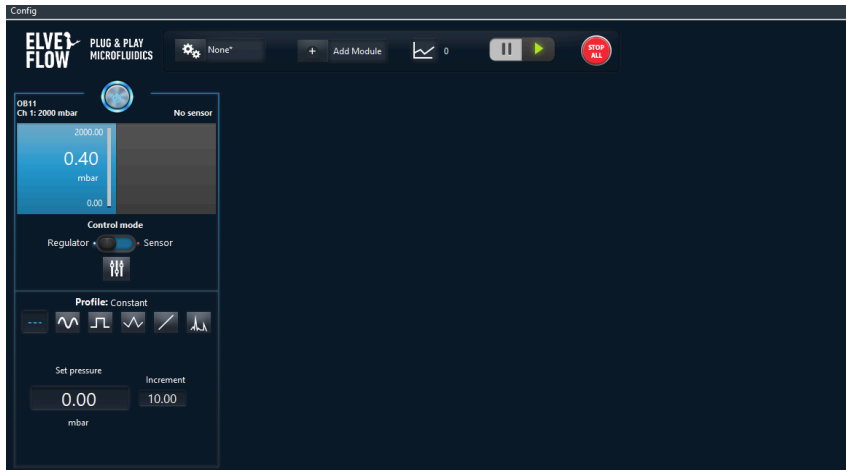 Config
ELVE
FLOW
PLUG & PLAY
MICROFLUIDICS
None*
+ Add Module
0
STOP
ALL
OB11
Ch 1: 2000 mbar
No sensor
2000.00
0.40
mbar
0.00
Control mode
Regulator
Sensor
Profile: Constant
Set pressure
Increment
0.00
10.00
mbar